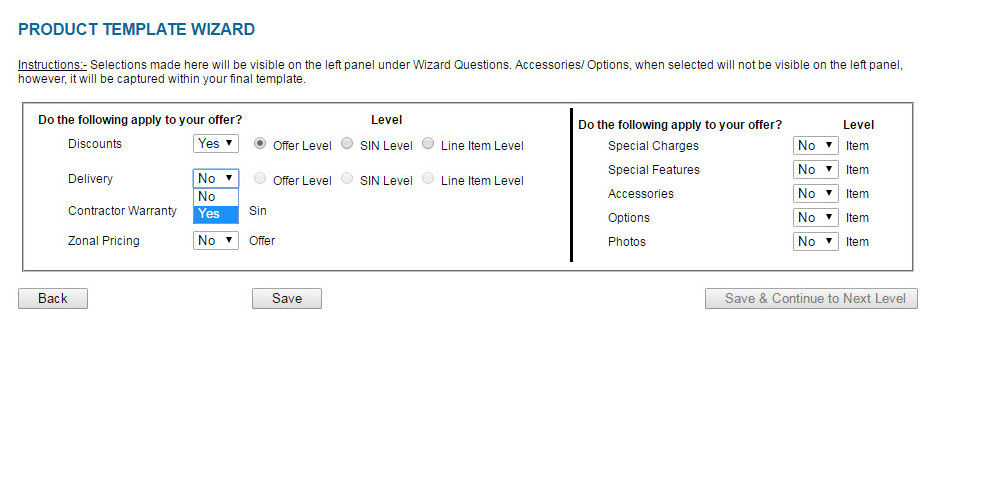 PRODUCT TEMPLATE WIZARD
Instructions:- Selections made here will be visible on the left panel under Wizard Questions. Accessories/ Options, when selected will not be visible on the left panel,
however, it will be captured within your final template.
Do the following apply to your offer? Level
Discounts Yes Offer Level SIN Level Line Item Level
Delivery No Offer Level SIN Level Line Item Level
No
Yes
Contractor Warranty Sin
Zonal Pricing No Offer
Do the following apply to your offer? Level
Special Charges No Item
Special Features No Item
Accessories No Item
Options No Item
Photos No Item
Back Save Save & Continue to Next Level